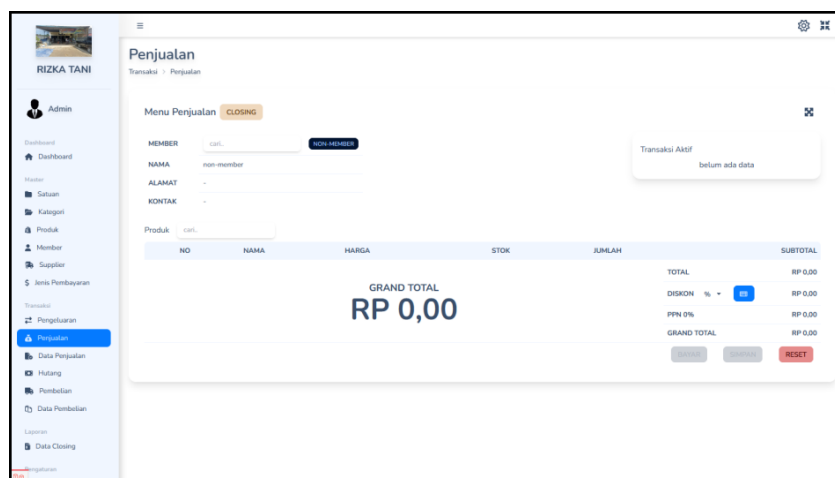 RIZKA TANI
Admin
Dashboard
Dashboard
Master
Satuan
Kategori
Produk
Member
Supplier
Jenis Pembayaran
Transaksi
Pengeluaran
Penjualan
Data Penjualan
Hutang
Pembelian
Data Pembelian
Laporan
Data Closing
Pengaturan
Penjualan
Transaksi > Penjualan
Menu Penjualan CLOSING
MEMBER cari.. NON-MEMBER
NAMA non-member
ALAMAT -
KONTAK -
Transaksi Aktif
belum ada data
Produk cari..
NO NAMA HARGA STOK JUMLAH SUBTOTAL
GRAND TOTAL
RP 0,00
TOTAL RP 0,00
DISKON % RP 0,00
PPN 0% RP 0,00
GRAND TOTAL RP 0,00
RESET